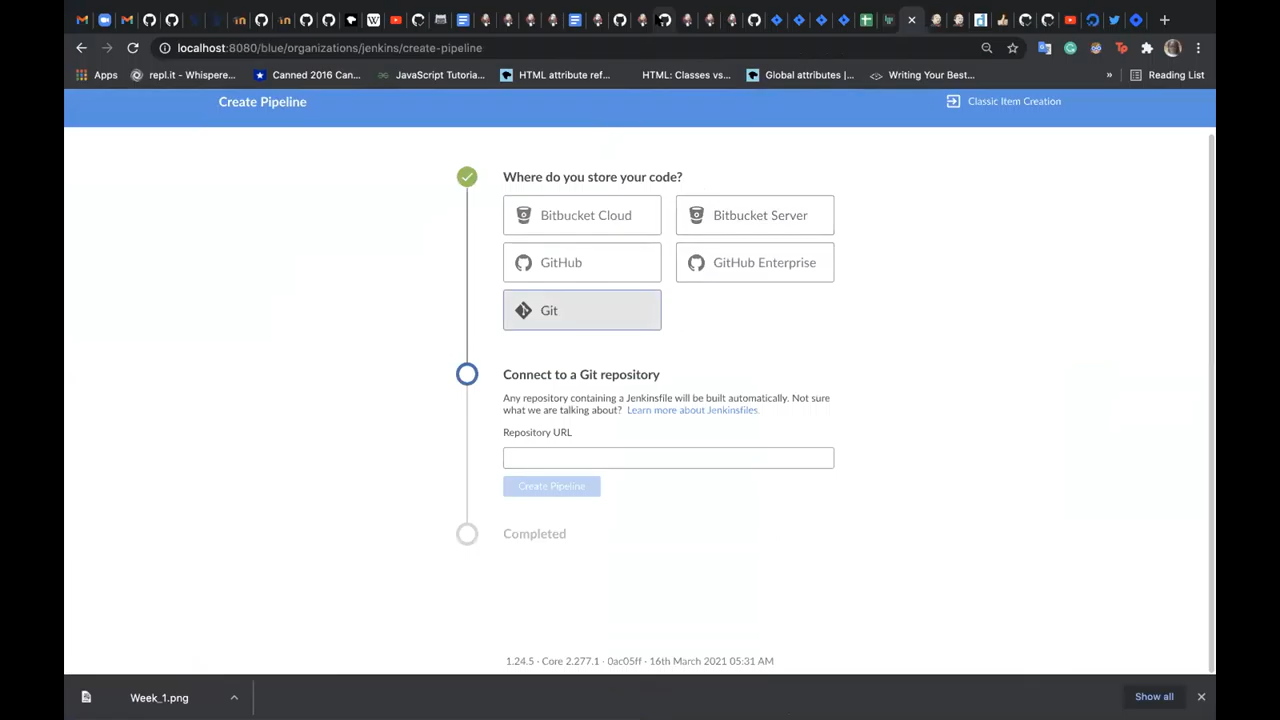 localhost:8080/blue/organizations/jenkins/create-pipeline
Apps
repl.it - Whispere...
Canned 2016 Can...
JavaScript Tutoria...
HTML attribute ref...
HTML: Classes vs...
Global attributes |...
Writing Your Best...
»
Reading List
Create Pipeline
Classic Item Creation
Where do you store your code?
Bitbucket Cloud
Bitbucket Server
GitHub
GitHub Enterprise
Git
Connect to a Git repository
Any repository containing a Jenkinsfile will be built automatically. Not sure
what we are talking about? Learn more about Jenkinsfiles.
Repository URL
Create Pipeline
Completed
1.24.5 · Core 2.277.1 · 0ac05ff · 16th March 2021 05:31 AM
Week_1.png
Show all